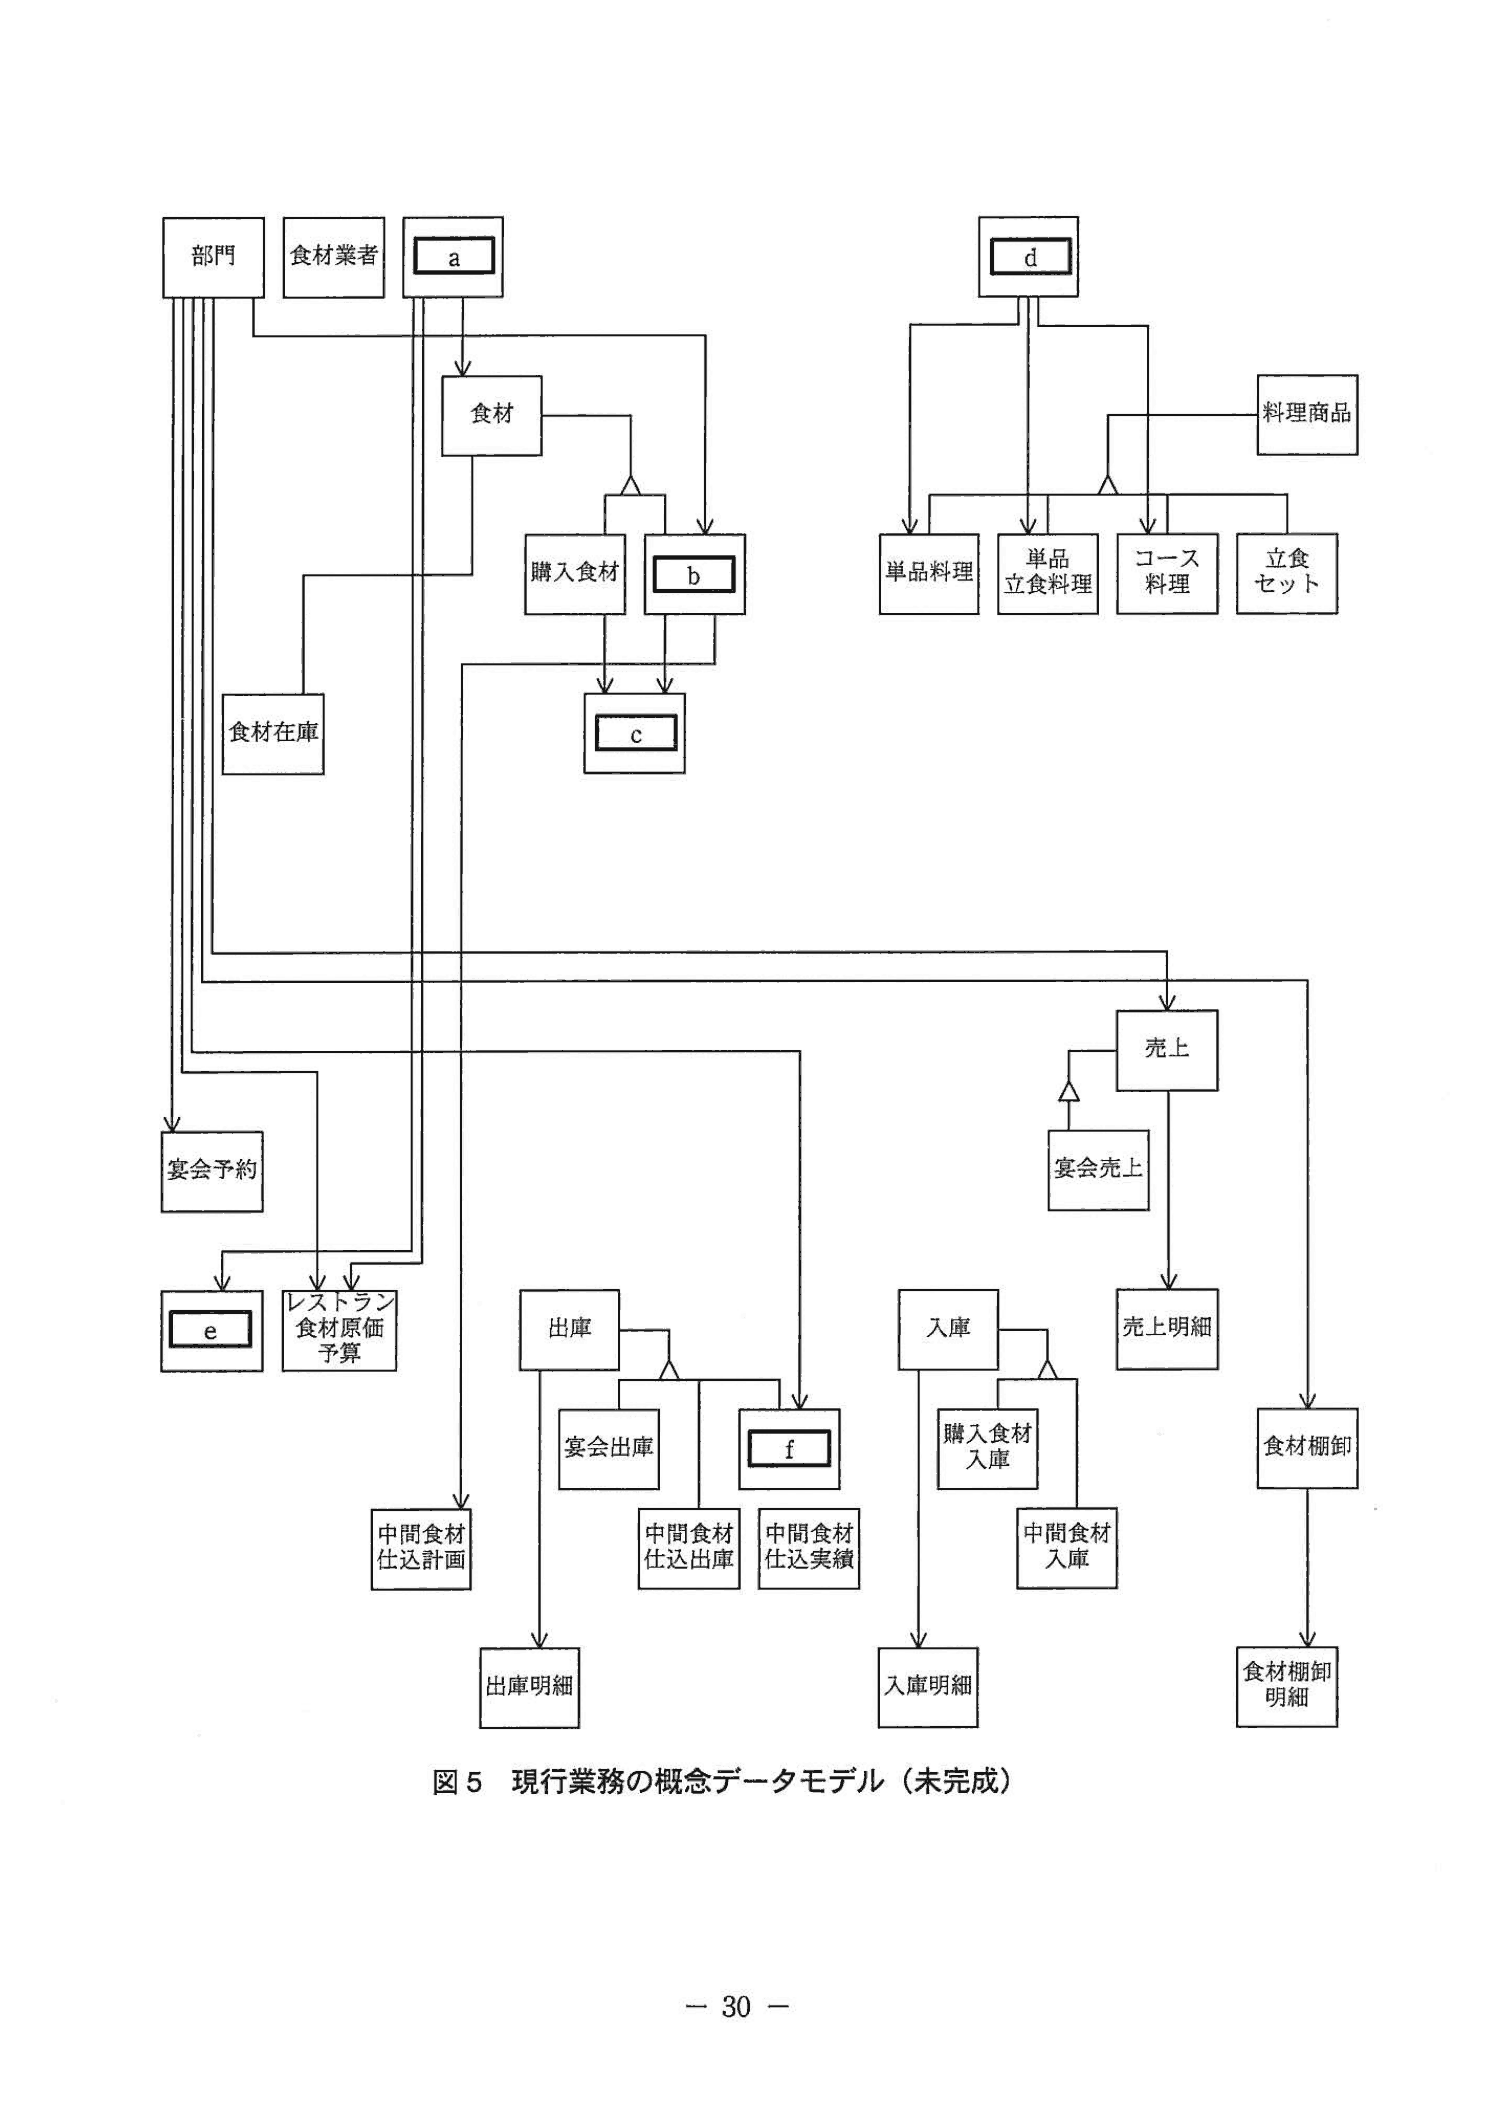 部門
食材業者
a
d
食材
料理商品
購入食材
b
単品料理
単品
立食料理
コース
料理
立食
セット
食材在庫
c
売上
宴会予約
宴会売上
e
レストラン
食材原価
予算
出庫
入庫
売上明細
宴会出庫
f
購入食材
入庫
食材棚卸
中間食材
仕込計画
中間食材
仕込出庫
中間食材
仕込実績
中間食材
入庫
出庫明細
入庫明細
食材棚卸
明細
図5 現行業務の概念データモデル（未完成）
― 30 ―